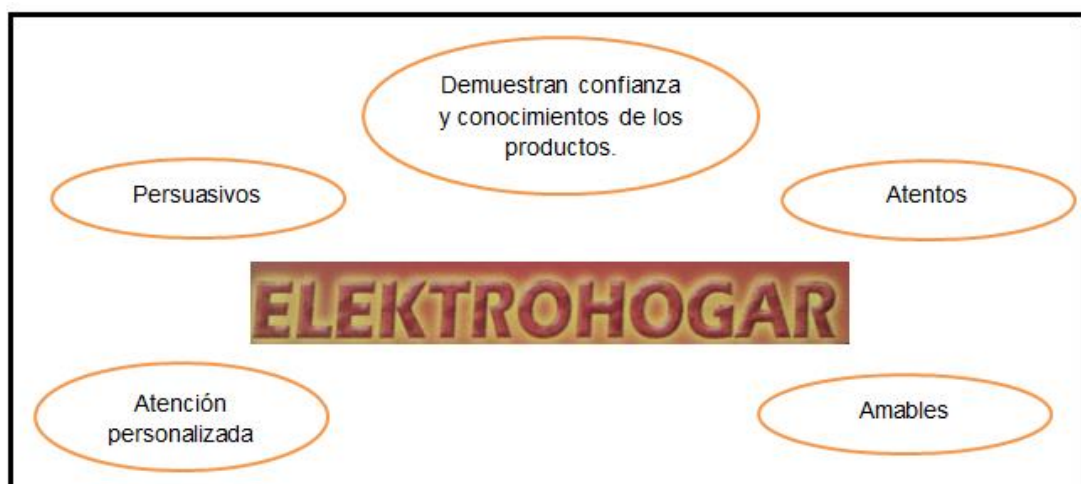 Demuestran confianza
y conocimientos de los
productos.
Persuasivos
Atentos
ELEKTROHOGAR
Atención
personalizada
Amables